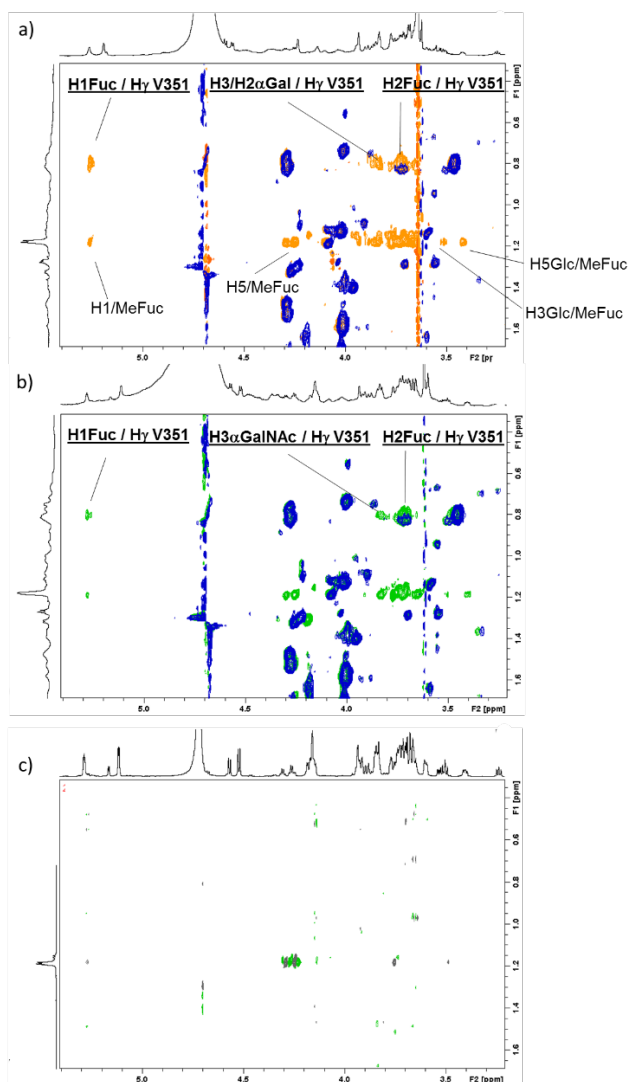 a)
H1Fuc / Hγ V351 H3/H2αGal / Hγ V351 H2Fuc / Hγ V351
H1/MeFuc
H5/MeFuc
H5Glc/MeFuc
H3Glc/MeFuc
F1 [ppm]
0.6
0.8
1.0
1.2
1.4
1.6
5.0 4.5 4.0 3.5 F2 [pr
b)
H1Fuc / Hγ V351 H3αGalNAc / Hγ V351 H2Fuc / Hγ V351
F1 [ppm]
0.6
0.8
1.0
1.2
1.4
1.6
5.0 4.5 4.0 3.5 F2 [ppm]
c)
F1 [ppm]
0.6
0.8
1.0
1.2
1.4
1.6
5.0 4.5 4.0 3.5 F2 [ppm]